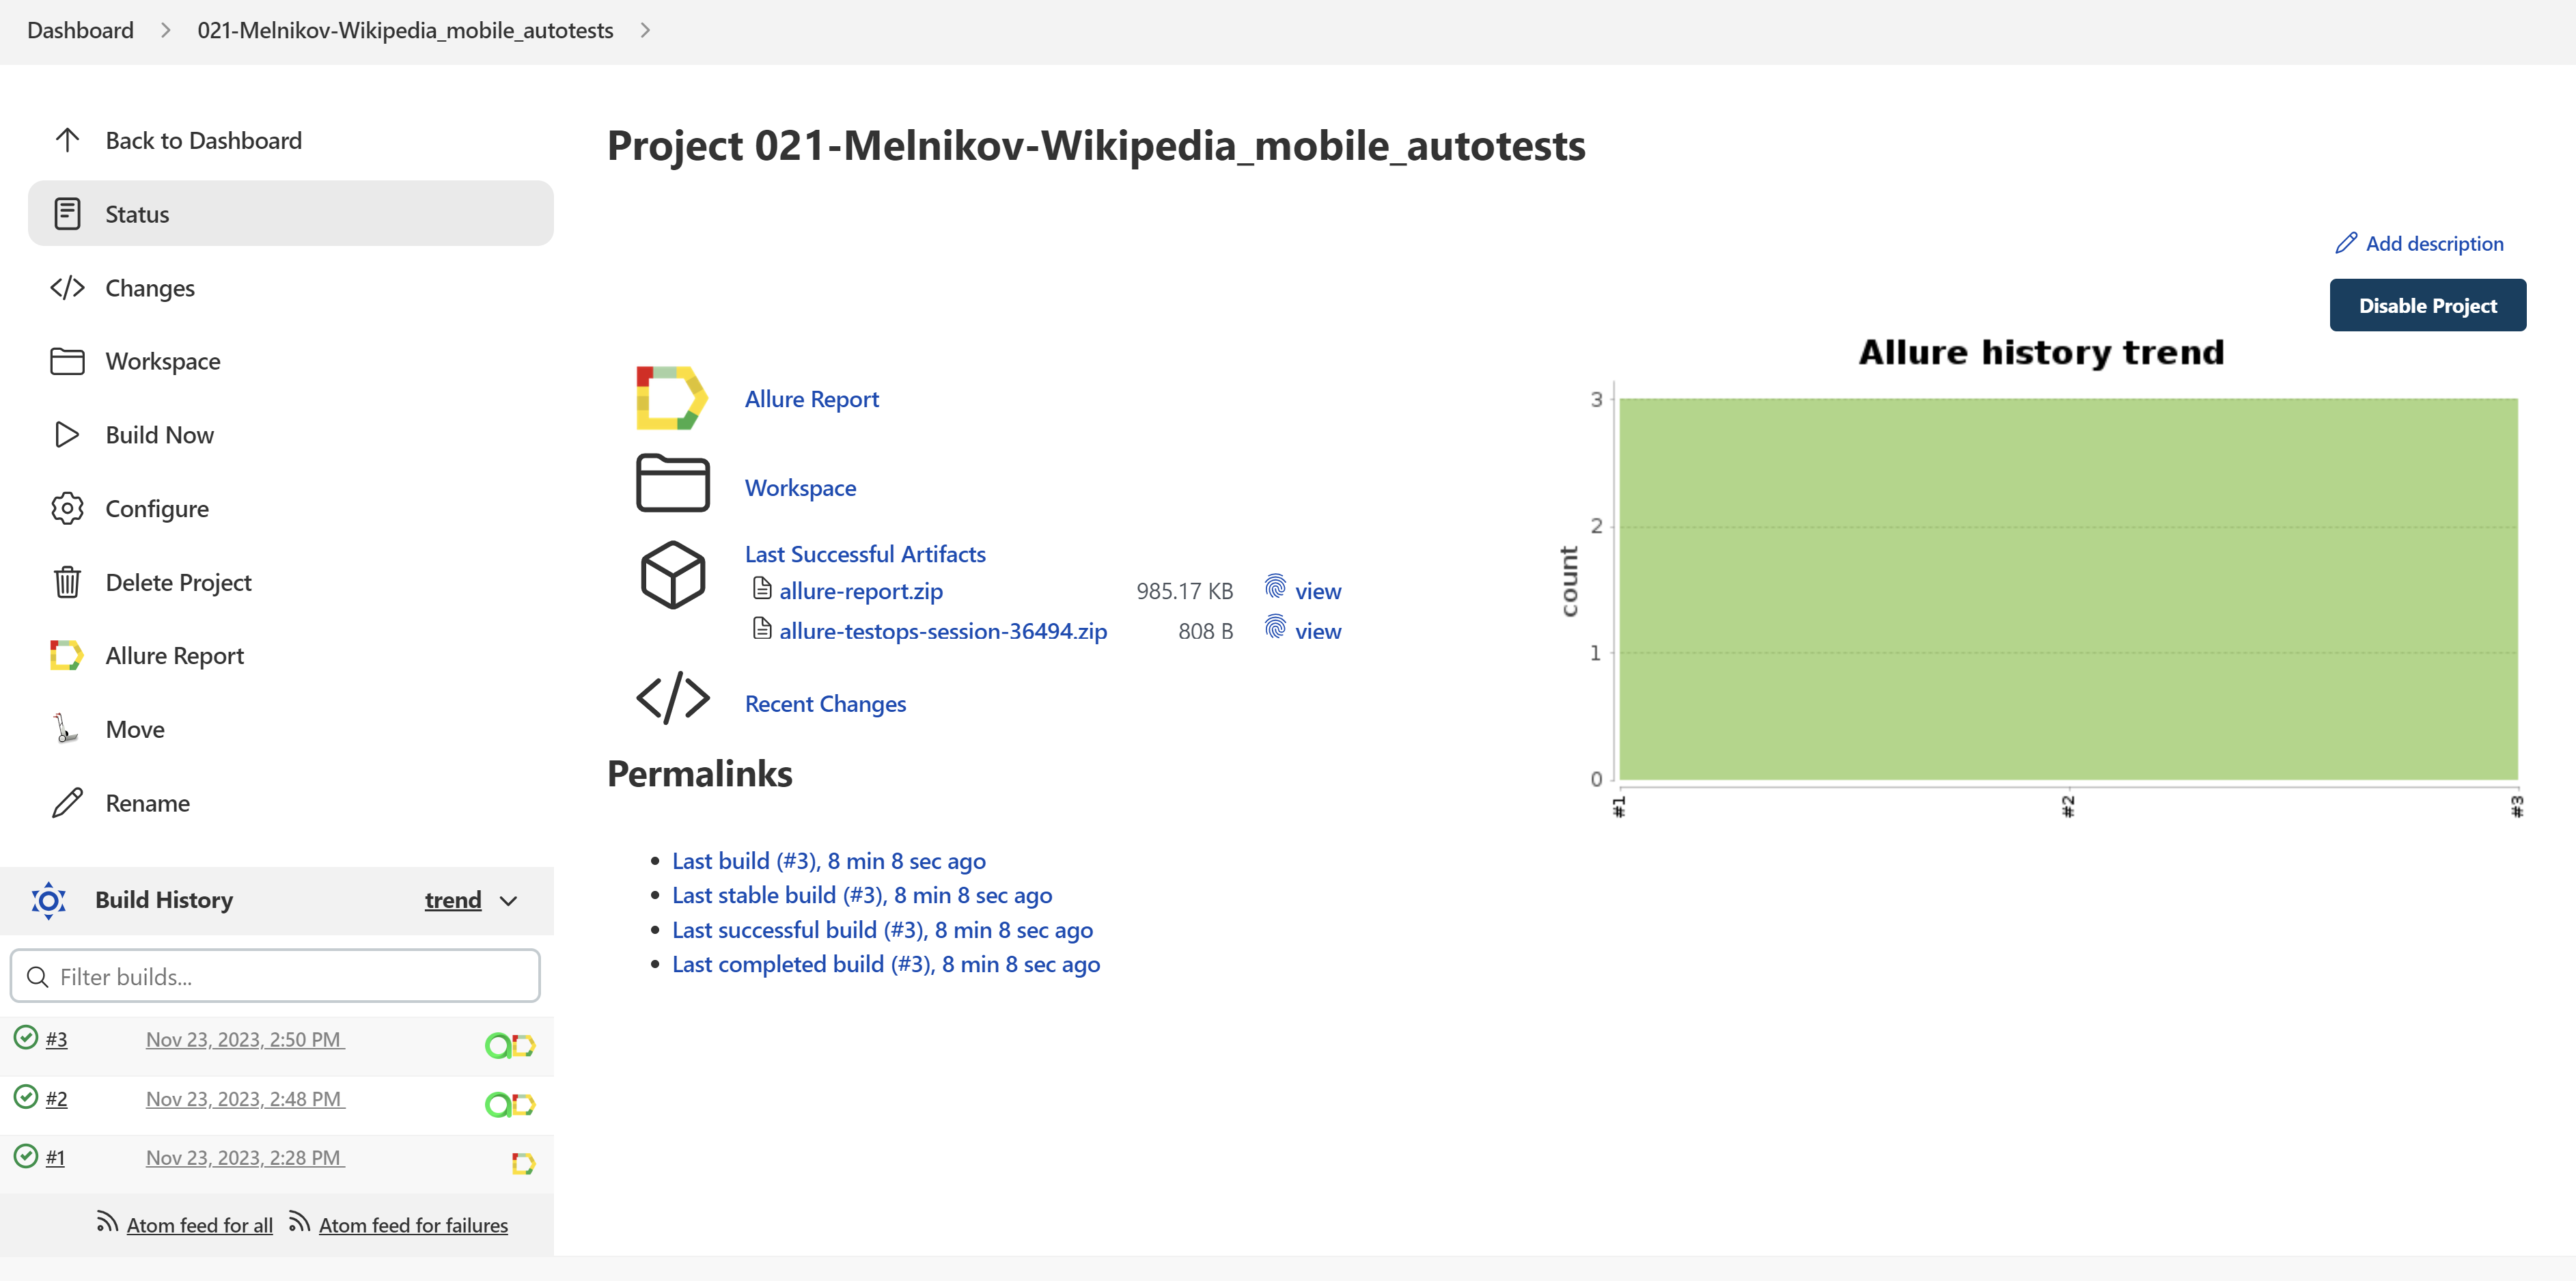 Dashboard 021-Melnikov-Wikipedia_mobile_autotests
Back to Dashboard
Status
Changes
Workspace
Build Now
Configure
Delete Project
Allure Report
Move
Rename
Build History trend
Filter builds...
#3 Nov 23, 2023, 2:50 PM
#2 Nov 23, 2023, 2:48 PM
#1 Nov 23, 2023, 2:28 PM
Atom feed for all Atom feed for failures
Project 021-Melnikov-Wikipedia_mobile_autotests
Add description
Disable Project
Allure Report
Workspace
Last Successful Artifacts
allure-report.zip 985.17 KB view
allure-testops-session-36494.zip 808 B view
Recent Changes
Permalinks
Last build (#3), 8 min 8 sec ago
Last stable build (#3), 8 min 8 sec ago
Last successful build (#3), 8 min 8 sec ago
Last completed build (#3), 8 min 8 sec ago
Allure history trend
3
2
1
0
count
#1 #2 #3